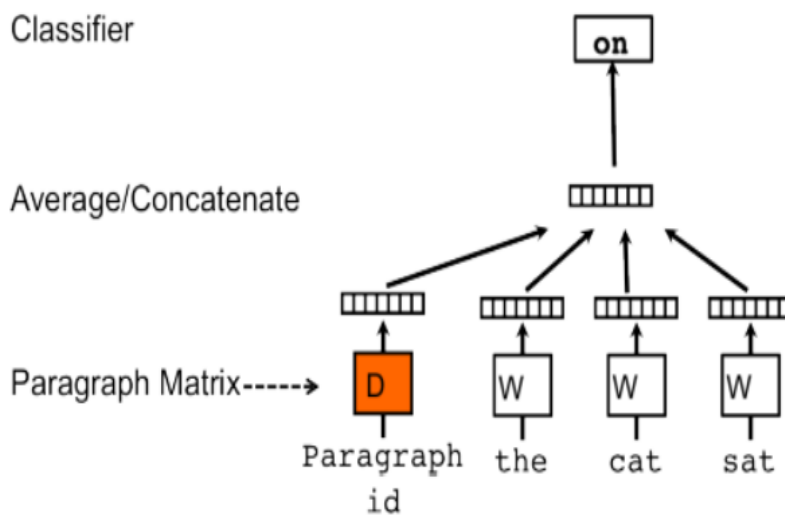 Classifier
on
Average/Concatenate
Paragraph Matrix
D
W
W
W
Paragraph
id
the
cat
sat